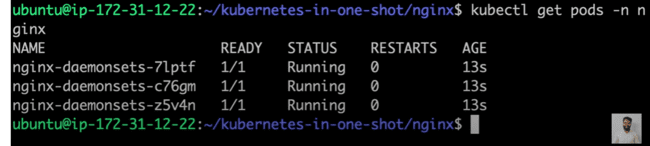 ubuntu@ip-172-31-12-22:~/kubernetes-in-one-shot/nginx$ kubectl get pods -n n
ginx
NAME READY STATUS RESTARTS AGE
nginx-daemonsets-7lptf 1/1 Running 0 13s
nginx-daemonsets-c76gm 1/1 Running 0 13s
nginx-daemonsets-z5v4n 1/1 Running 0 13s
ubuntu@ip-172-31-12-22:~/kubernetes-in-one-shot/nginx$